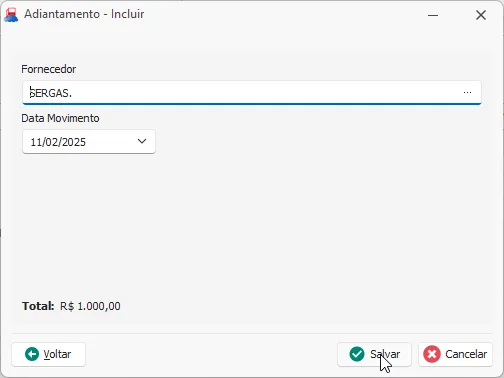 Adiantamento - Incluir
Fornecedor
SERGAS.
...
Data Movimento
11/02/2025
Total: R$ 1.000,00
Voltar
Salvar
Cancelar